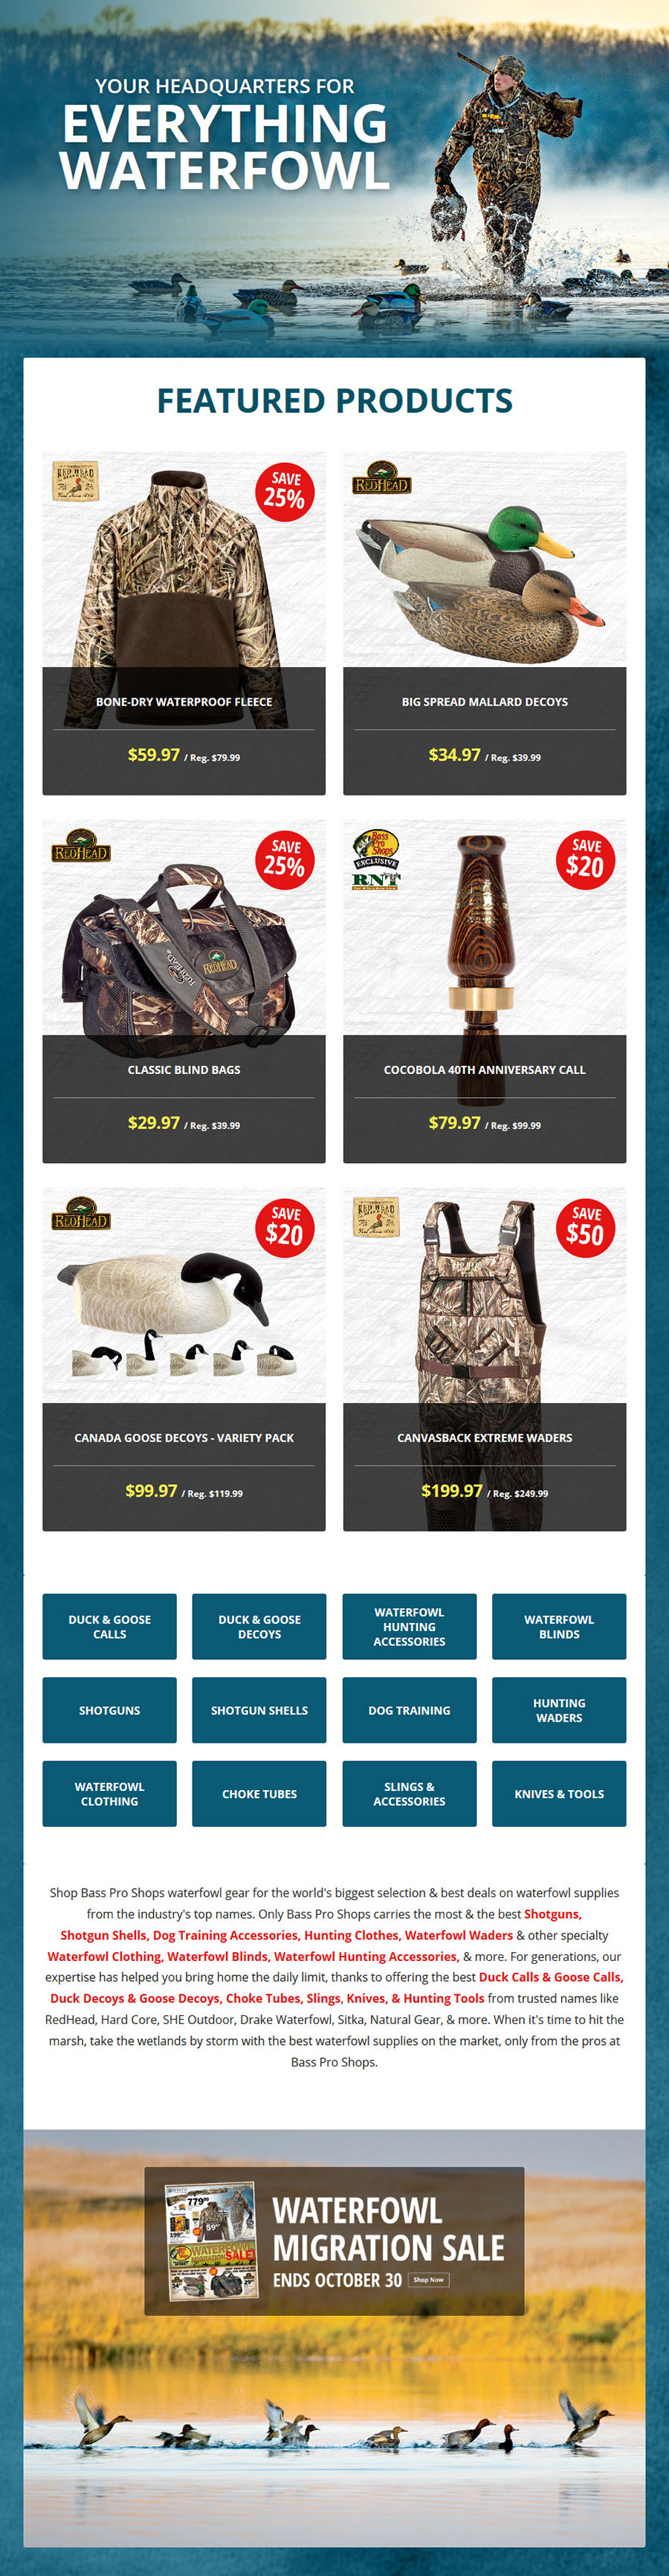 YOUR HEADQUARTERS FOR
EVERYTHING
WATERFOWL
FEATURED PRODUCTS
RED HEAD
SAVE
25%
BONE-DRY WATERPROOF FLEECE
$59.97 / Reg. $79.99
REDHEAD
BIG SPREAD MALLARD DECOYS
$34.97 / Reg. $39.99
REDHEAD
SAVE
25%
REDHEAD
REDHEAD
CLASSIC BLIND BAGS
$29.97 / Reg. $39.99
Bass
Pro
Shops
EXCLUSIVE
RNT
SAVE
$20
COCOBOLA 40TH ANNIVERSARY CALL
$79.97 / Reg. $99.99
REDHEAD
SAVE
$20
CANADA GOOSE DECOYS - VARIETY PACK
$99.97 / Reg. $119.99
RED HEAD
SAVE
$50
CANVASBACK EXTREME WADERS
$199.97 / Reg. $249.99
DUCK & GOOSE
CALLS
DUCK & GOOSE
DECOYS
WATERFOWL
HUNTING
ACCESSORIES
WATERFOWL
BLINDS
SHOTGUNS
SHOTGUN SHELLS
DOG TRAINING
HUNTING
WADERS
WATERFOWL
CLOTHING
CHOKE TUBES
SLINGS &
ACCESSORIES
KNIVES & TOOLS
Shop Bass Pro Shops waterfowl gear for the world's biggest selection & best deals on waterfowl supplies
from the industry's top names. Only Bass Pro Shops carries the most & the best Shotguns,
Shotgun Shells, Dog Training Accessories, Hunting Clothes, Waterfowl Waders & other specialty
Waterfowl Clothing, Waterfowl Blinds, Waterfowl Hunting Accessories, & more. For generations, our
expertise has helped you bring home the daily limit, thanks to offering the best Duck Calls & Goose Calls,
Duck Decoys & Goose Decoys, Choke Tubes, Slings, Knives, & Hunting Tools from trusted names like
RedHead, Hard Core, SHE Outdoor, Drake Waterfowl, Sitka, Natural Gear, & more. When it's time to hit the
marsh, take the wetlands by storm with the best waterfowl supplies on the market, only from the pros at
Bass Pro Shops.
WATERFOWL
MIGRATION SALE
ENDS OCTOBER 30 Shop Now